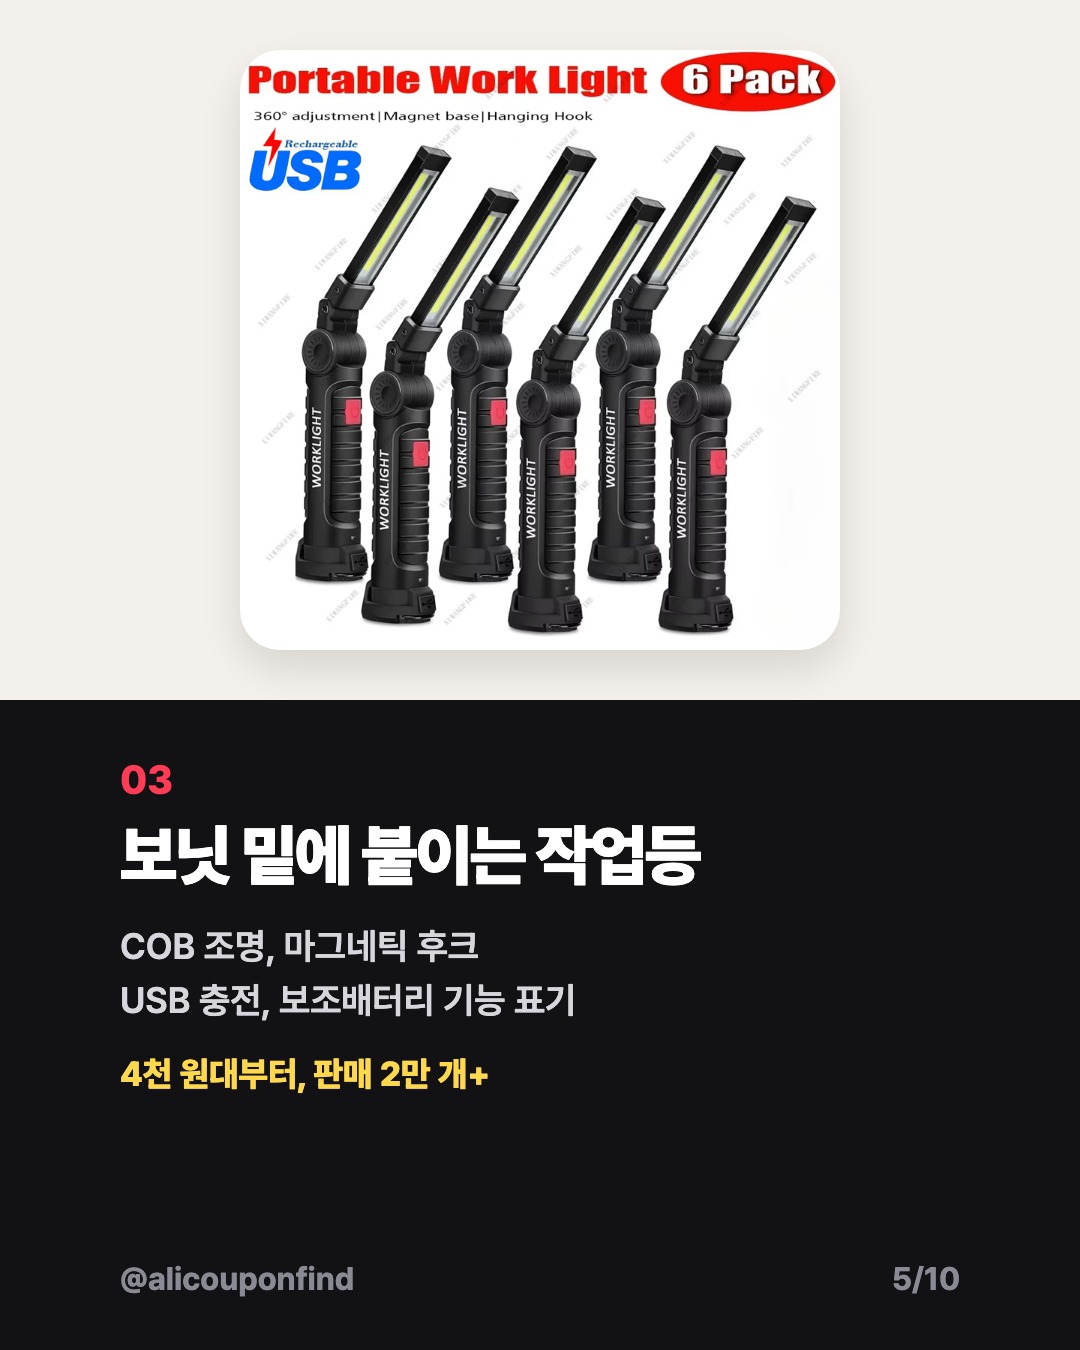 Portable Work Light 6 Pack
360° adjustment|Magnet base|Hanging Hook
Rechargeable
USB
WORKLIGHT
WORKLIGHT
WORKLIGHT
WORKLIGHT
WORKLIGHT
WORKLIGHT
03
보닛 밑에 붙이는 작업등
COB 조명, 마그네틱 후크
USB 충전, 보조배터리 기능 표기
4천 원대부터, 판매 2만 개+
@alicouponfind
5/10